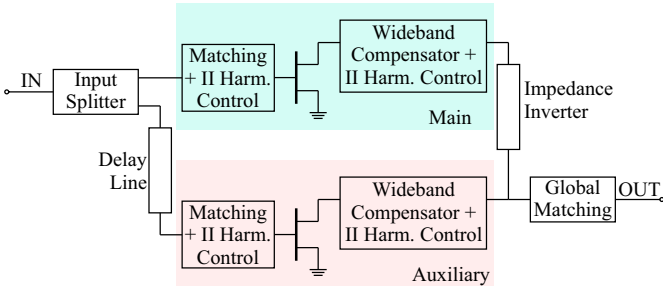 IN
Input
Splitter
Delay
Line
Matching
+ II Harm.
Control
Wideband
Compensator +
II Harm. Control
Main
Impedance
Inverter
Matching
+ II Harm.
Control
Wideband
Compensator +
II Harm. Control
Auxiliary
Global
Matching
OUT